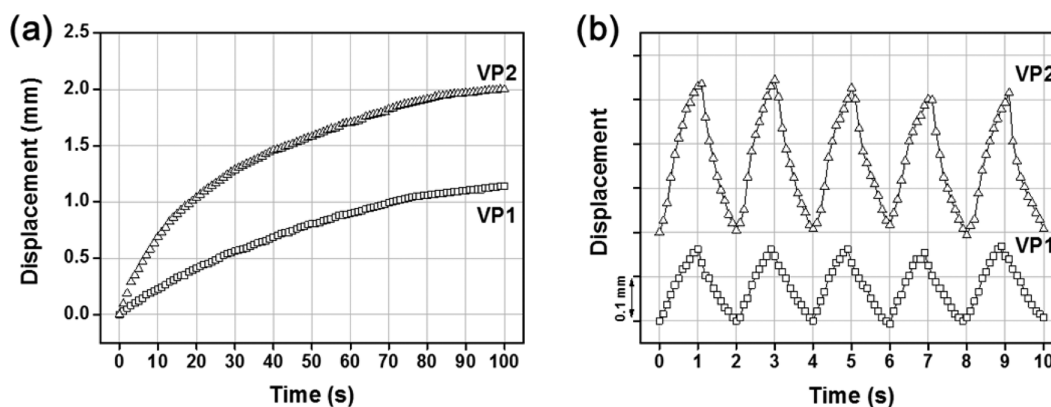 (a)
Displacement (mm)
2.5
2.0
1.5
1.0
0.5
0.0
VP2
VP1
0 10 20 30 40 50 60 70 80 90 100
Time (s)
(b)
Displacement
0.1 mm
VP2
VP1
0 1 2 3 4 5 6 7 8 9 10
Time (s)